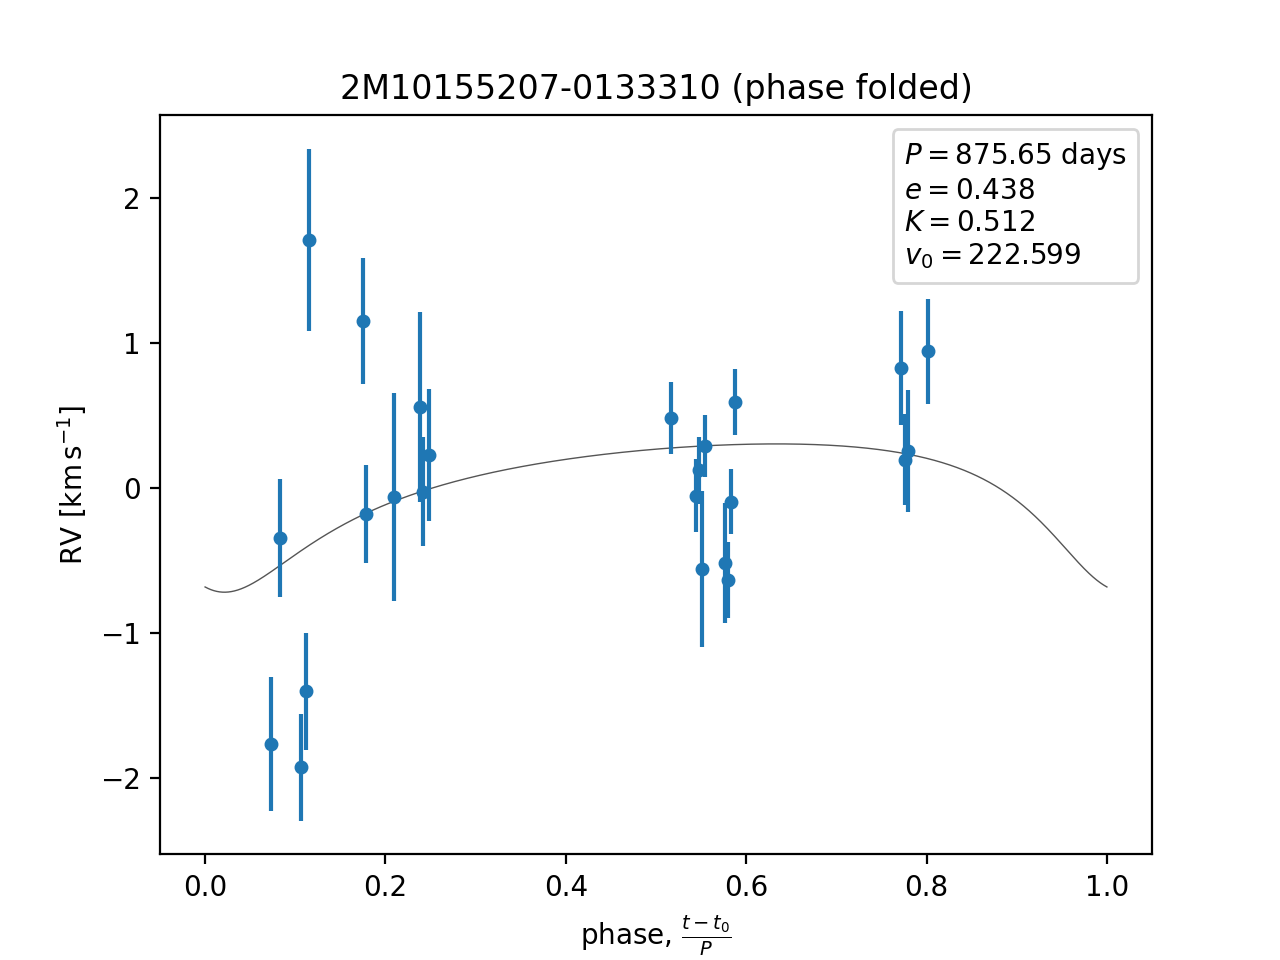 2M10155207-0133310 (phase folded)
P = 875.65 days
e = 0.438
K = 0.512
v₀ = 222.599
2
1
0
−1
−2
RV [km s⁻¹]
0.0 0.2 0.4 0.6 0.8 1.0
phase, (t − t₀)/P